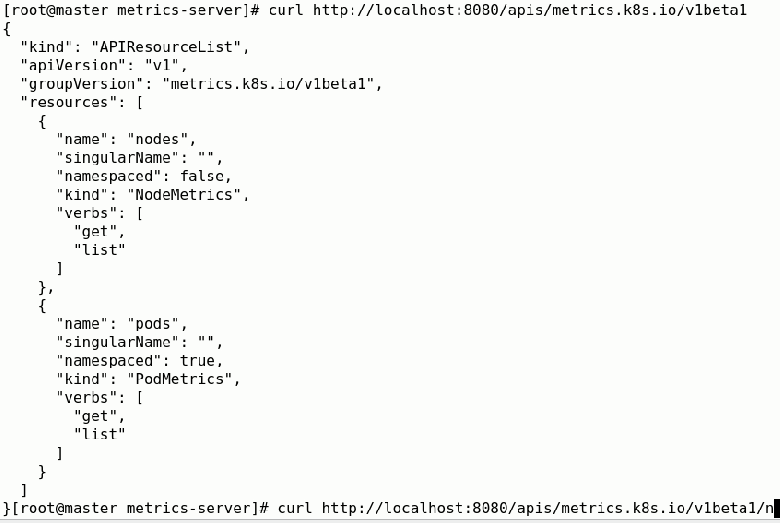 [root@master metrics-server]# curl http://localhost:8080/apis/metrics.k8s.io/v1beta1
{
  "kind": "APIResourceList",
  "apiVersion": "v1",
  "groupVersion": "metrics.k8s.io/v1beta1",
  "resources": [
    {
      "name": "nodes",
      "singularName": "",
      "namespaced": false,
      "kind": "NodeMetrics",
      "verbs": [
        "get",
        "list"
      ]
    },
    {
      "name": "pods",
      "singularName": "",
      "namespaced": true,
      "kind": "PodMetrics",
      "verbs": [
        "get",
        "list"
      ]
    }
  ]
}[root@master metrics-server]# curl http://localhost:8080/apis/metrics.k8s.io/v1beta1/n